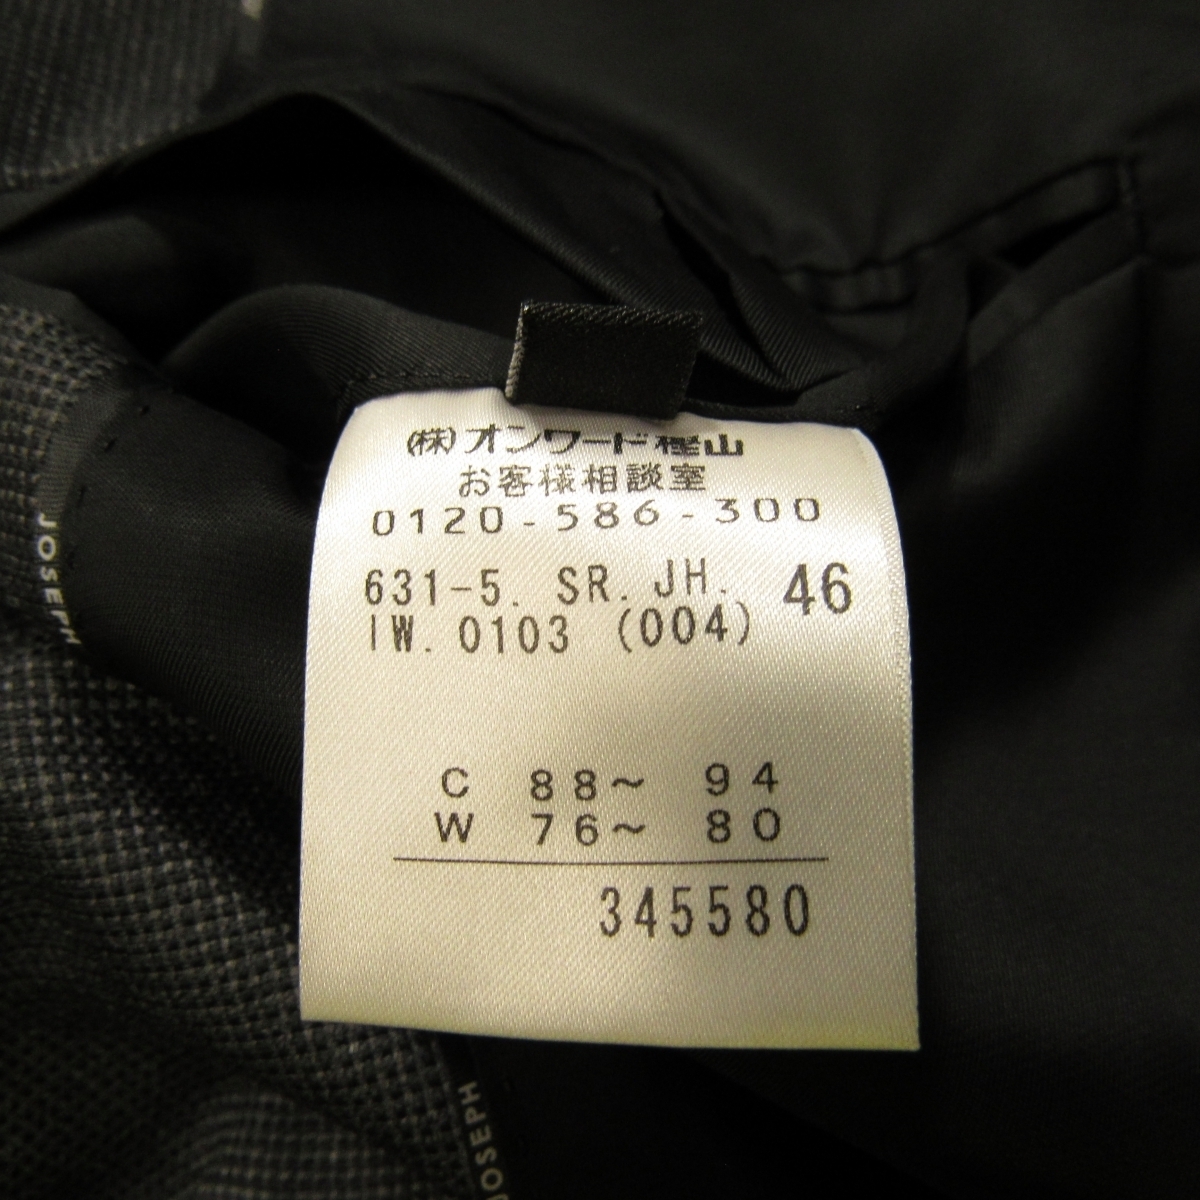 (株)オンワード樫山
お客様相談室
0120-586-300
631-5. SR. JH. 46
IW. 0103 (004)
C 88~ 94
W 76~ 80
345580
JOSEPH
JOSEPH